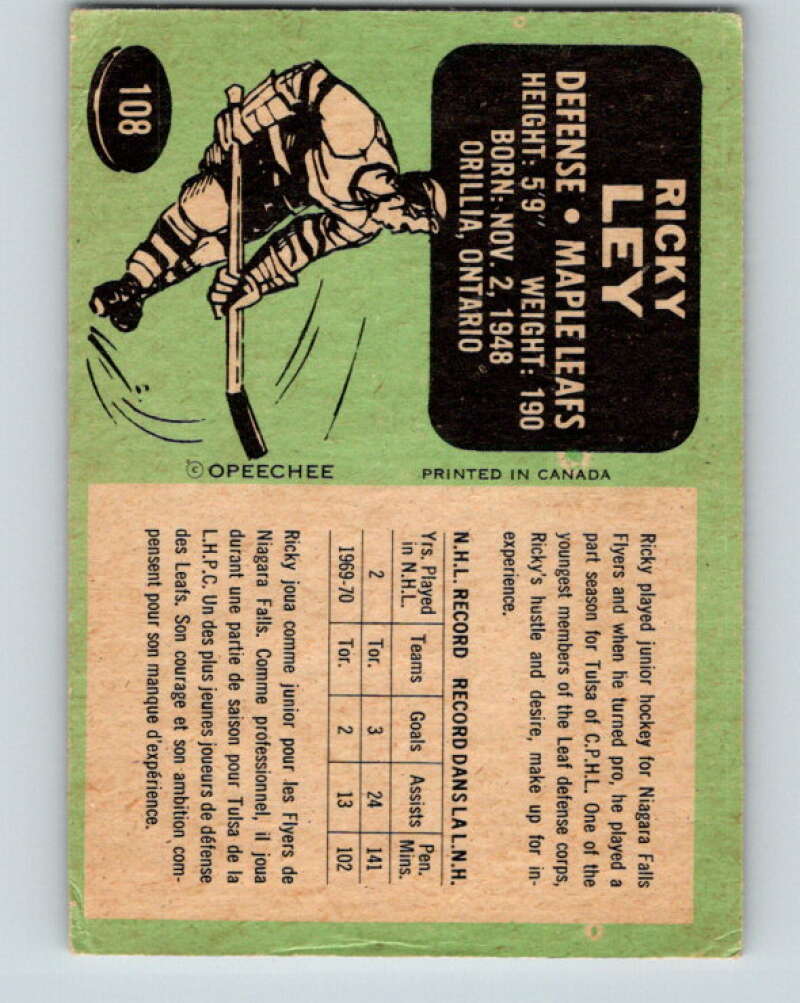 108
RICKY
LEY
DEFENSE • MAPLE LEAFS
HEIGHT: 5'9" WEIGHT: 190
BORN: NOV. 2, 1948
ORILLIA, ONTARIO
© OPEECHEE PRINTED IN CANADA
Ricky played junior hockey for Niagara Falls
Flyers and when he turned pro, he played a
part season for Tulsa of C.P.H.L. One of the
youngest members of the Leaf defense corps,
Ricky's hustle and desire, make up for in-
experience.
N.H.L. RECORD RECORD DANS LA L.N.H.
Yrs. Played in N.H.L. Teams Goals Assists Pen. Mins.
2 Tor. 3 24 141
1969-70 Tor. 2 13 102
Ricky joua comme junior pour les Flyers de
Niagara Falls. Comme professionnel, il joua
durant une partie de saison pour Tulsa de la
L.H.P.C. Un des plus jeunes joueurs de défense
des Leafs. Son courage et son ambition com-
pensent pour son manque d'expérience.